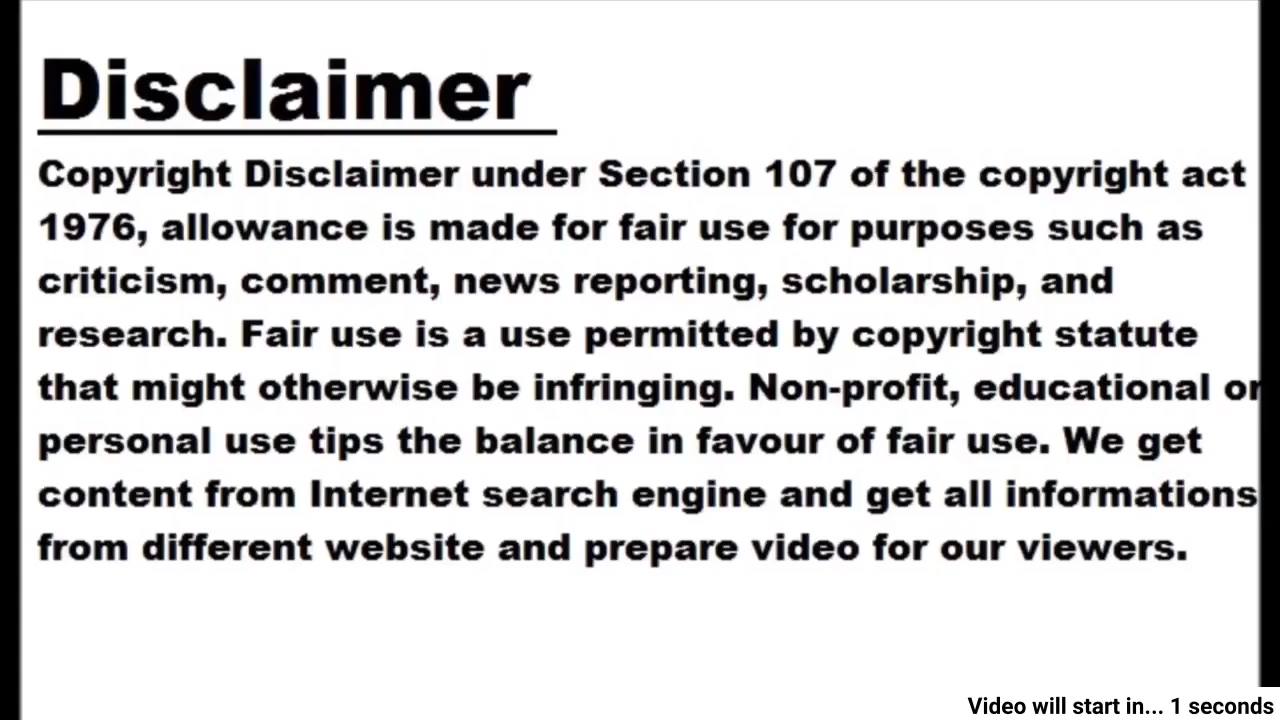 Disclaimer
Copyright Disclaimer under Section 107 of the copyright act
1976, allowance is made for fair use for purposes such as
criticism, comment, news reporting, scholarship, and
research. Fair use is a use permitted by copyright statute
that might otherwise be infringing. Non-profit, educational or
personal use tips the balance in favour of fair use. We get
content from Internet search engine and get all informations
from different website and prepare video for our viewers.
Video will start in... 1 seconds